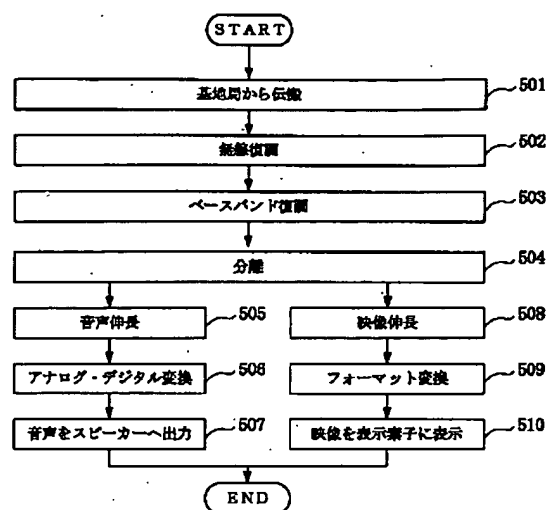 START
基地局から伝搬
501
無線復調
502
ベースバンド復調
503
分離
504
音声伸長
505
映像伸長
508
アナログ・デジタル変換
506
フォーマット変換
509
音声をスピーカーへ出力
507
映像を表示素子に表示
510
END